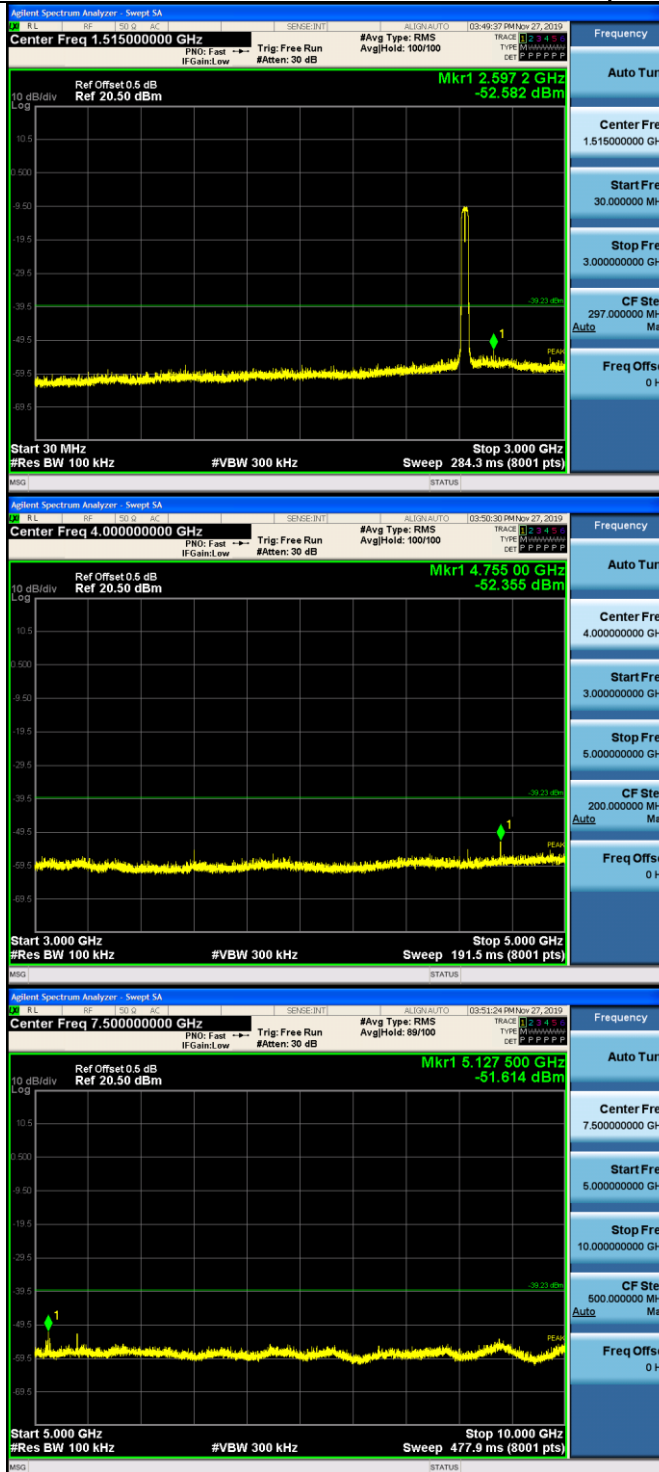 Agilent Spectrum Analyzer - Swept SA
RL RF 50 Ω AC SENSE:INT ALIGNAUTO 03:49:37 PM Nov 27, 2019
Center Freq 1.515000000 GHz #Avg Type: RMS TRACE 1 2 3 4 5 6 Frequency
PNO: Fast Trig: Free Run Avg|Hold: 100/100 TYPE M
IFGain:Low #Atten: 30 dB DET P P P P P P
Auto Tun
Mkr1 2.597 2 GHz
Ref Offset 0.5 dB
10 dB/div Ref 20.50 dBm -52.582 dBm
Log
Center Fre
1.515000000 GH
10.5
0.500
Start Fre
30.000000 MH
-9.50
-19.5
Stop Fre
3.000000000 GH
-29.5
-39.23 dBm
-39.5
CF Ste
297.000000 MH
Auto Ma
-49.5
1
PEAK
-59.5
Freq Offse
0 H
-69.5
Start 30 MHz Stop 3.000 GHz
#Res BW 100 kHz #VBW 300 kHz Sweep 284.3 ms (8001 pts)
MSG STATUS
Agilent Spectrum Analyzer - Swept SA
RL RF 50 Ω AC SENSE:INT ALIGNAUTO 03:50:30 PM Nov 27, 2019
Center Freq 4.000000000 GHz #Avg Type: RMS TRACE 1 2 3 4 5 6 Frequency
PNO: Fast Trig: Free Run Avg|Hold: 100/100 TYPE M
IFGain:Low #Atten: 30 dB DET P P P P P P
Auto Tun
Mkr1 4.755 00 GHz
Ref Offset 0.5 dB
10 dB/div Ref 20.50 dBm -52.355 dBm
Log
Center Fre
4.000000000 GH
10.5
0.500
Start Fre
3.000000000 GH
-9.50
-19.5
Stop Fre
5.000000000 GH
-29.5
-39.23 dBm
-39.5
CF Ste
200.000000 MH
Auto Ma
-49.5
1
PEAK
-59.5
Freq Offse
0 H
-69.5
Start 3.000 GHz Stop 5.000 GHz
#Res BW 100 kHz #VBW 300 kHz Sweep 191.5 ms (8001 pts)
MSG STATUS
Agilent Spectrum Analyzer - Swept SA
RL RF 50 Ω AC SENSE:INT ALIGNAUTO 03:51:24 PM Nov 27, 2019
Center Freq 7.500000000 GHz #Avg Type: RMS TRACE 1 2 3 4 5 6 Frequency
PNO: Fast Trig: Free Run Avg|Hold: 89/100 TYPE M
IFGain:Low #Atten: 30 dB DET P P P P P P
Auto Tun
Mkr1 5.127 500 GHz
Ref Offset 0.5 dB
10 dB/div Ref 20.50 dBm -51.614 dBm
Log
Center Fre
7.500000000 GH
10.5
0.500
Start Fre
5.000000000 GH
-9.50
-19.5
Stop Fre
10.000000000 GH
-29.5
-39.23 dBm
-39.5
CF Ste
500.000000 MH
Auto Ma
-49.5
1
PEAK
-59.5
Freq Offse
0 H
-69.5
Start 5.000 GHz Stop 10.000 GHz
#Res BW 100 kHz #VBW 300 kHz Sweep 477.9 ms (8001 pts)
MSG STATUS